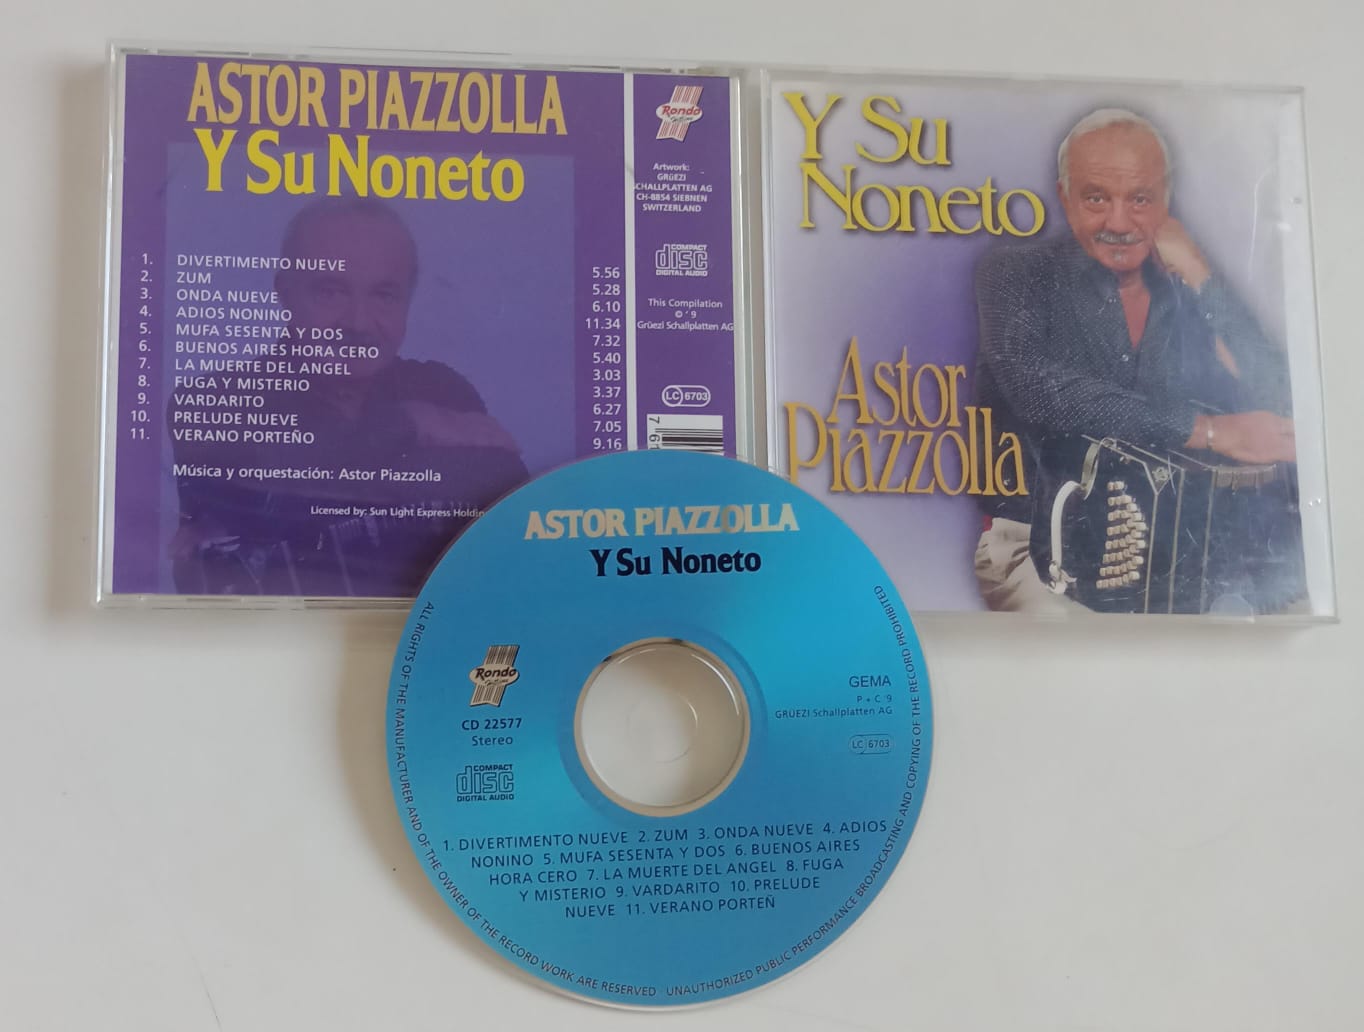 ASTOR PIAZZOLLA
Y Su Noneto
1. DIVERTIMENTO NUEVE 5.56
2. ZUM 5.28
3. ONDA NUEVE 6.10
4. ADIOS NONINO 11.34
5. MUFA SESENTA Y DOS 7.32
6. BUENOS AIRES HORA CERO 5.40
7. LA MUERTE DEL ANGEL 3.03
8. FUGA Y MISTERIO 3.37
9. VARDARITO 6.27
10. PRELUDE NUEVE 7.05
11. VERANO PORTEÑO 9.16
Música y orquestación: Astor Piazzolla
Licensed by: Sun Light Express Holdin
Rondo
Artwork:
GRüEZI
SCHALLPLATTEN AG
CH-8854 SIEBNEN
SWITZERLAND
COMPACT
disc
DIGITAL AUDIO
This Compilation
© ' 9
Grüezi Schallplatten AG
LC 6703
7 61
Y Su
Noneto
Astor
Piazzolla
ASTOR PIAZZOLLA
Y Su Noneto
Rondo
CD 22577
Stereo
COMPACT
disc
DIGITAL AUDIO
GEMA
P + C '9
GRÜEZI Schallplatten AG
LC 6703
1. DIVERTIMENTO NUEVE 2. ZUM 3. ONDA NUEVE 4. ADIOS
NONINO 5. MUFA SESENTA Y DOS 6. BUENOS AIRES
HORA CERO 7. LA MUERTE DEL ANGEL 8. FUGA
Y MISTERIO 9. VARDARITO 10. PRELUDE
NUEVE 11. VERANO PORTEÑ
ALL RIGHTS OF THE MANUFACTURER AND OF THE OWNER OF THE RECORD WORK ARE RESERVED · UNAUTHORIZED PUBLIC PERFORMANCE BROADCASTING AND COPYING OF THE RECORD PROHIBITED